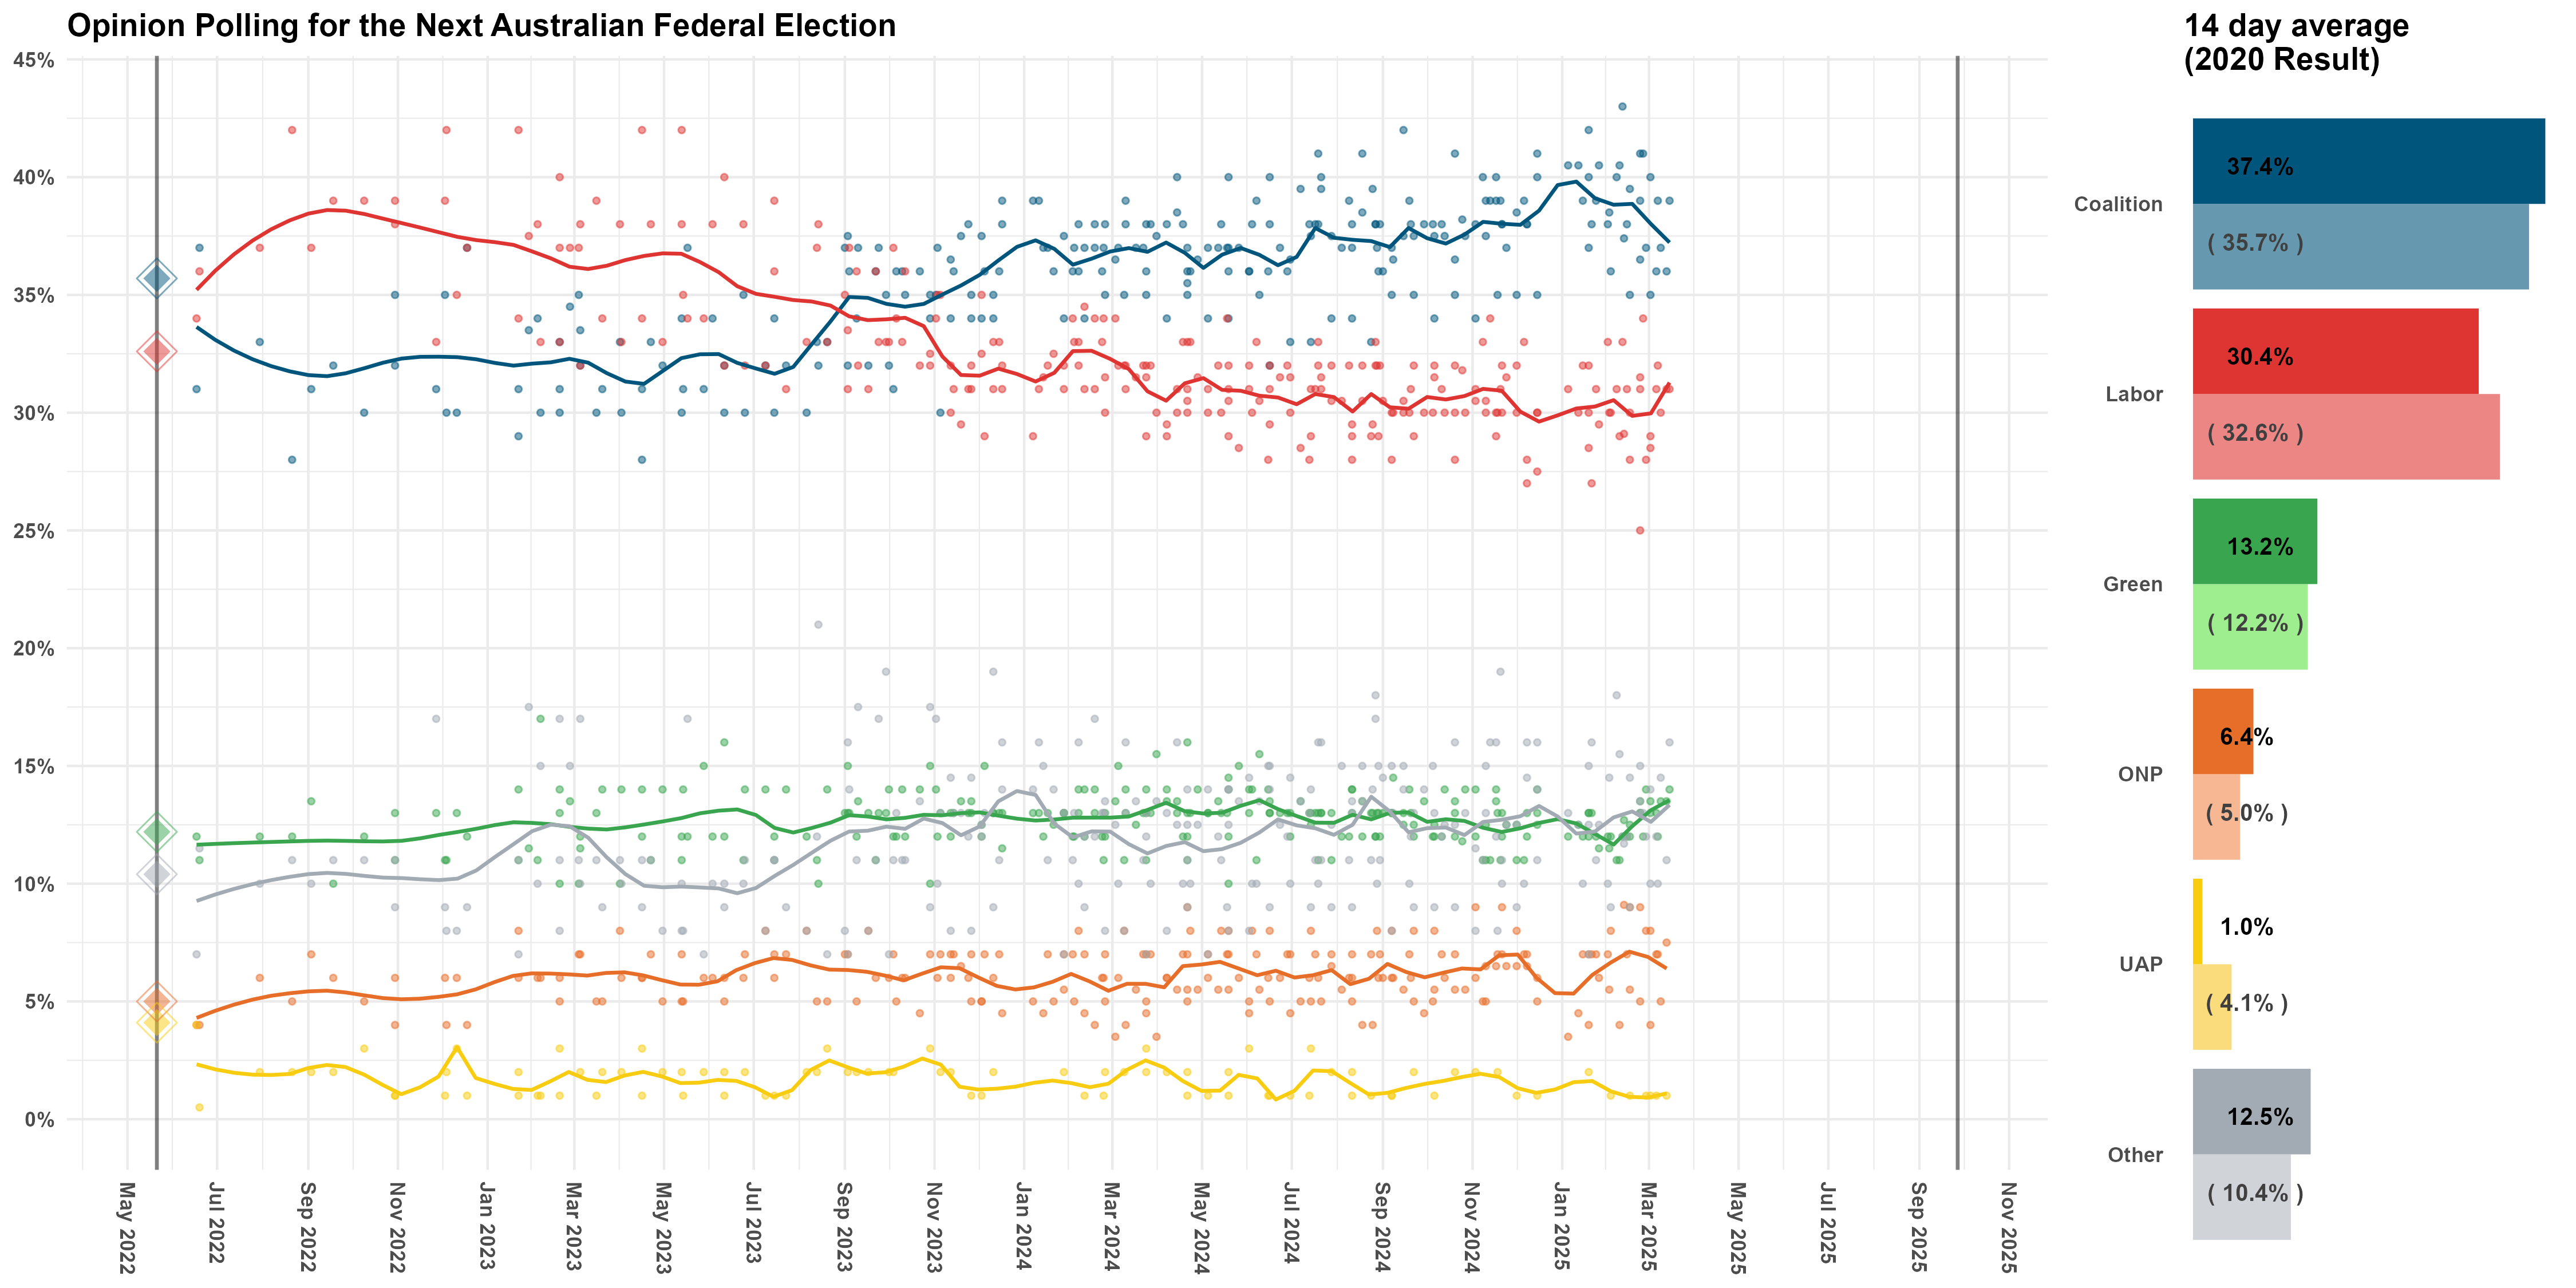 Opinion Polling for the Next Australian Federal Election
14 day average
(2020 Result)
45%
40%
35%
30%
25%
20%
15%
10%
5%
0%
May 2022
Jul 2022
Sep 2022
Nov 2022
Jan 2023
Mar 2023
May 2023
Jul 2023
Sep 2023
Nov 2023
Jan 2024
Mar 2024
May 2024
Jul 2024
Sep 2024
Nov 2024
Jan 2025
Mar 2025
May 2025
Jul 2025
Sep 2025
Nov 2025
Coalition
37.4%
( 35.7% )
Labor
30.4%
( 32.6% )
Green
13.2%
( 12.2% )
ONP
6.4%
( 5.0% )
UAP
1.0%
( 4.1% )
Other
12.5%
( 10.4% )